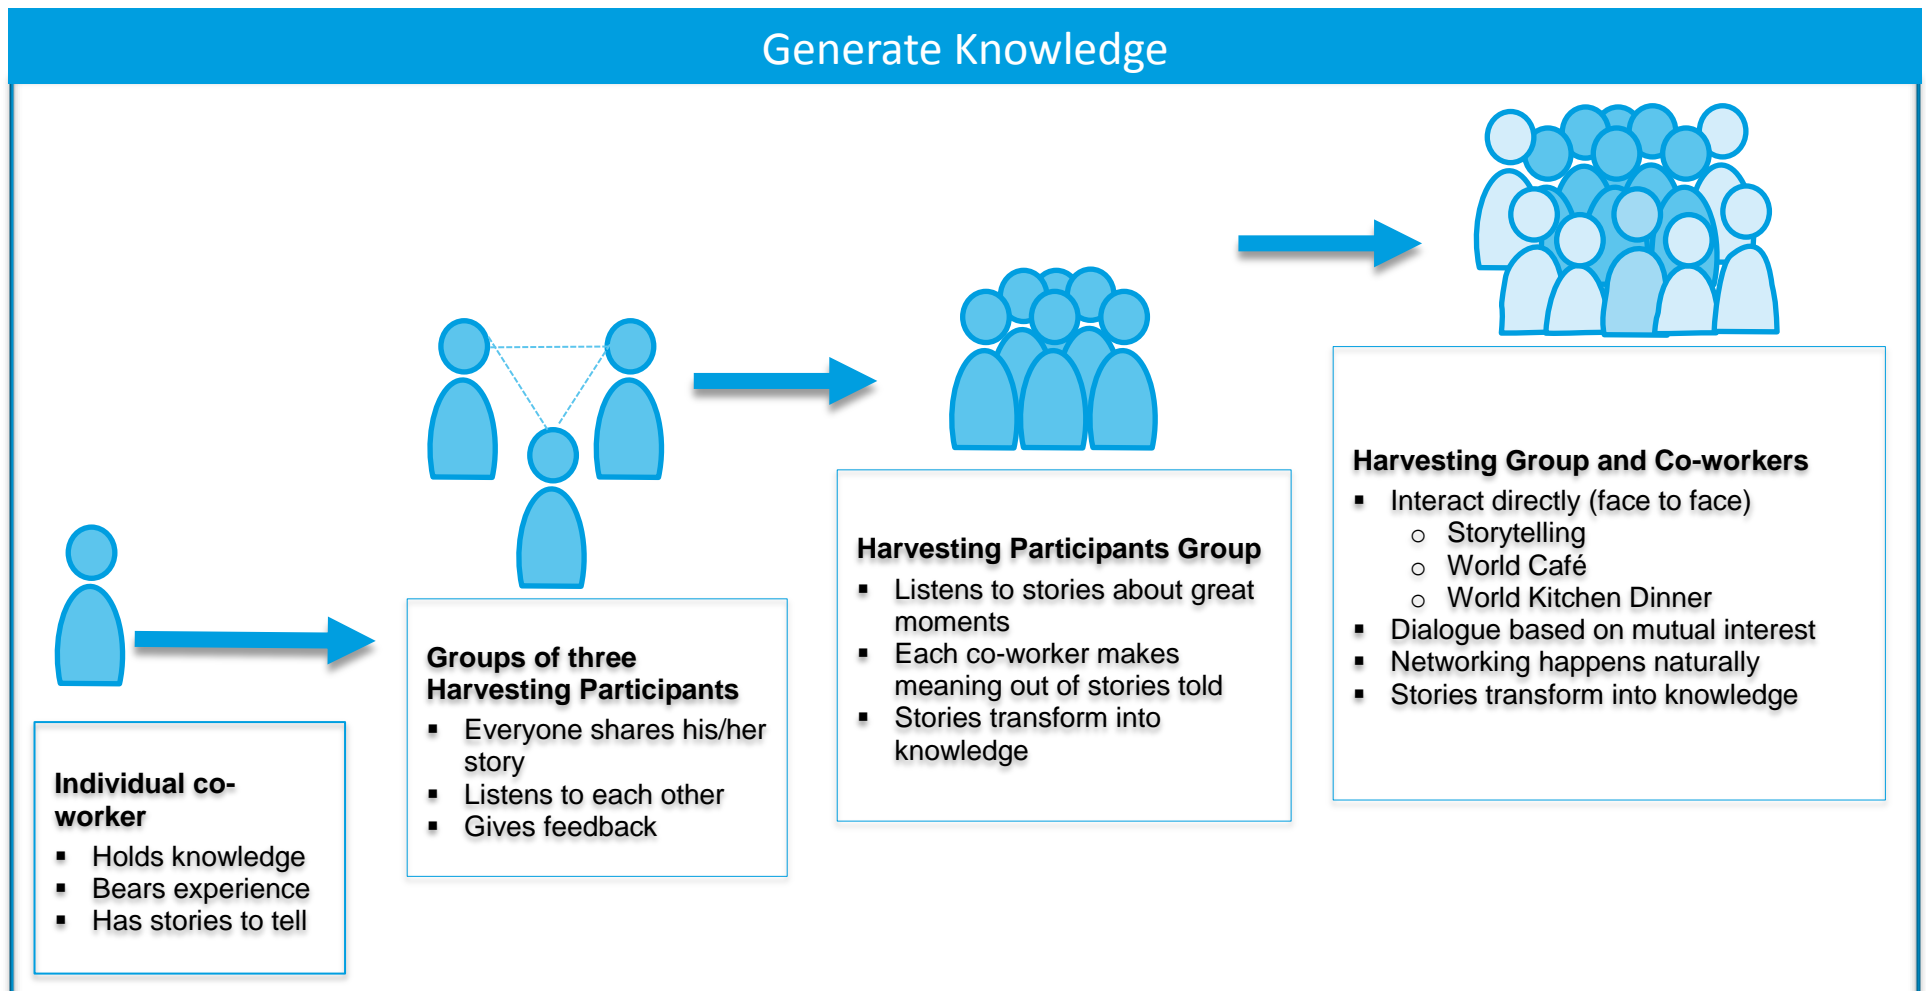 Generate Knowledge
Individual co-
worker
▪ Holds knowledge
▪ Bears experience
▪ Has stories to tell
Groups of three
Harvesting Participants
▪ Everyone shares his/her
story
▪ Listens to each other
▪ Gives feedback
Harvesting Participants Group
▪ Listens to stories about great
moments
▪ Each co-worker makes
meaning out of stories told
▪ Stories transform into
knowledge
Harvesting Group and Co-workers
▪ Interact directly (face to face)
o Storytelling
o World Café
o World Kitchen Dinner
▪ Dialogue based on mutual interest
▪ Networking happens naturally
▪ Stories transform into knowledge